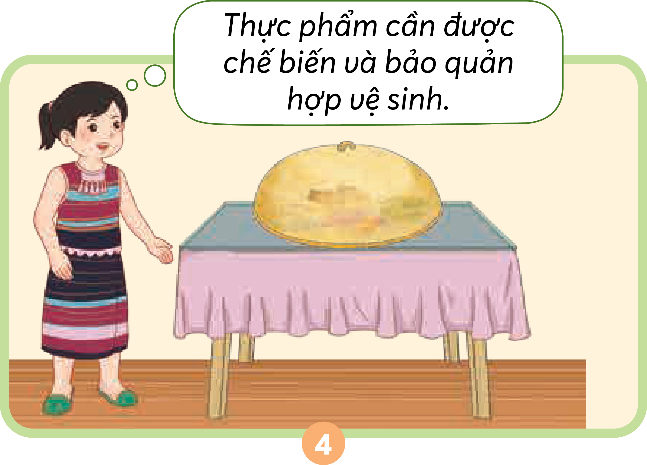 Thực phẩm cần được
chế biến và bảo quản
hợp vệ sinh.
4